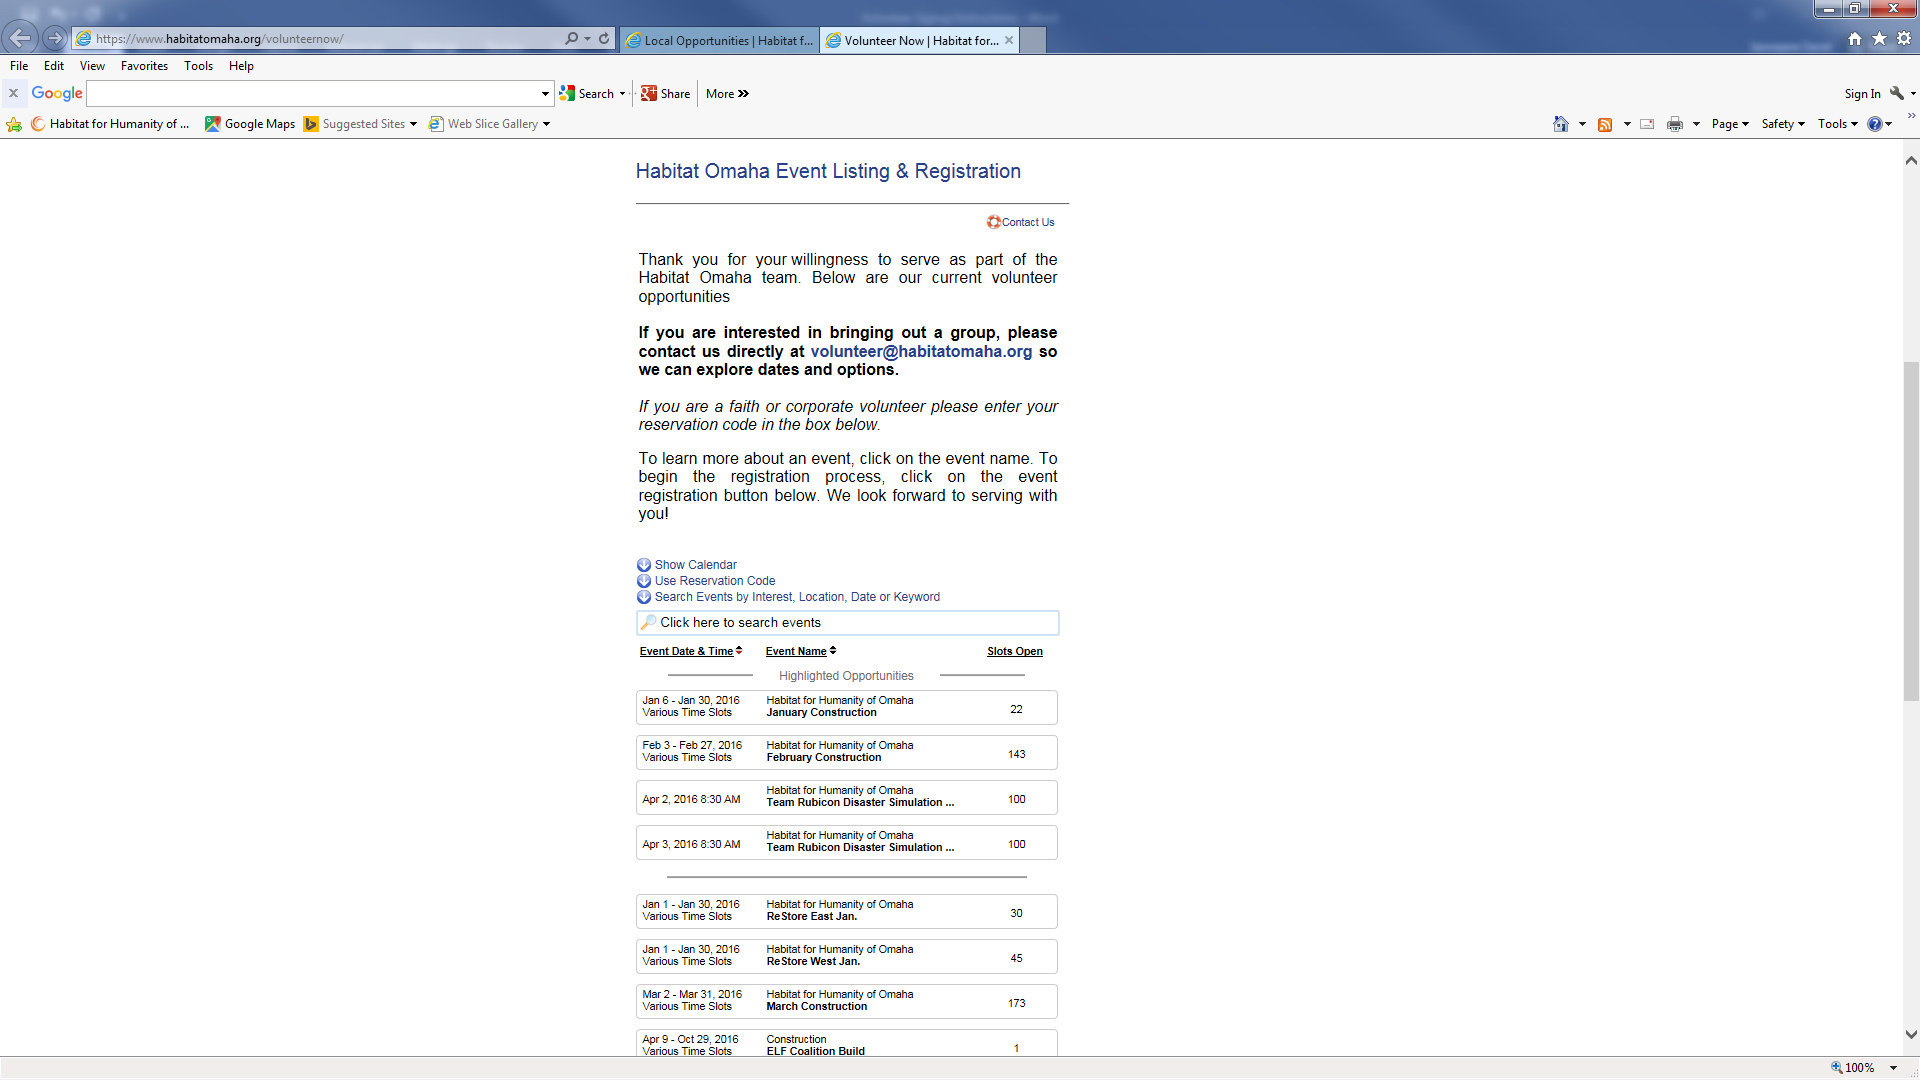 https://www.habitatomaha.org/volunteernow/
Local Opportunities | Habitat f...
Volunteer Now | Habitat for...
File Edit View Favorites Tools Help
x Google Search Share More »
Sign In
Habitat for Humanity of ... Google Maps Suggested Sites Web Slice Gallery
Page Safety Tools
Habitat Omaha Event Listing & Registration
Contact Us
Thank you for your willingness to serve as part of the
Habitat Omaha team. Below are our current volunteer
opportunities
If you are interested in bringing out a group, please
contact us directly at volunteer@habitatomaha.org so
we can explore dates and options.
If you are a faith or corporate volunteer please enter your
reservation code in the box below.
To learn more about an event, click on the event name. To
begin the registration process, click on the event
registration button below. We look forward to serving with
you!
Show Calendar
Use Reservation Code
Search Events by Interest, Location, Date or Keyword
Click here to search events
Event Date & Time Event Name Slots Open
Highlighted Opportunities
Jan 6 - Jan 30, 2016 Habitat for Humanity of Omaha
Various Time Slots January Construction 22
Feb 3 - Feb 27, 2016 Habitat for Humanity of Omaha
Various Time Slots February Construction 143
Habitat for Humanity of Omaha
Apr 2, 2016 8:30 AM Team Rubicon Disaster Simulation ... 100
Habitat for Humanity of Omaha
Apr 3, 2016 8:30 AM Team Rubicon Disaster Simulation ... 100
Jan 1 - Jan 30, 2016 Habitat for Humanity of Omaha
Various Time Slots ReStore East Jan. 30
Jan 1 - Jan 30, 2016 Habitat for Humanity of Omaha
Various Time Slots ReStore West Jan. 45
Mar 2 - Mar 31, 2016 Habitat for Humanity of Omaha
Various Time Slots March Construction 173
Apr 9 - Oct 29, 2016 Construction
Various Time Slots ELF Coalition Build 1
100%